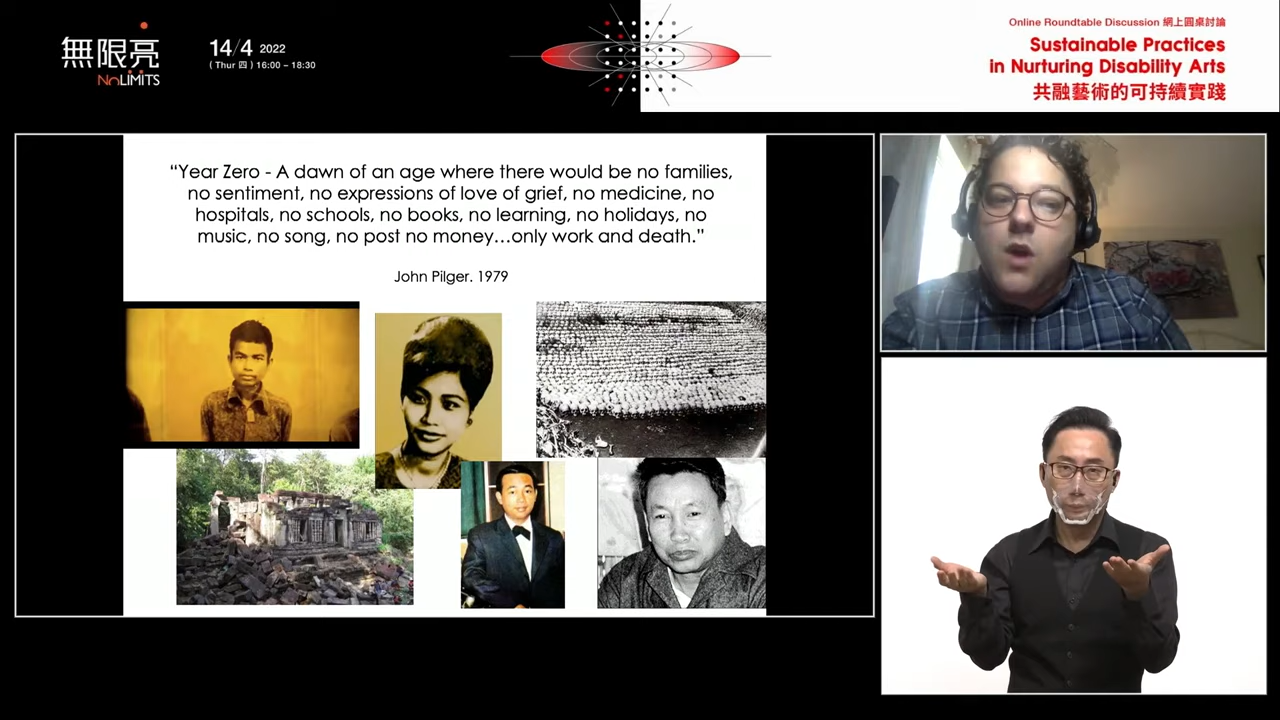 無限亮
NoLIMITS
14/4 2022
( Thur 四 ) 16:00 – 18:30
Online Roundtable Discussion 網上圓桌討論
Sustainable Practices
in Nurturing Disability Arts
共融藝術的可持續實踐
“Year Zero - A dawn of an age where there would be no families,
no sentiment, no expressions of love of grief, no medicine, no
hospitals, no schools, no books, no learning, no holidays, no
music, no song, no post no money…only work and death.”
John Pilger. 1979